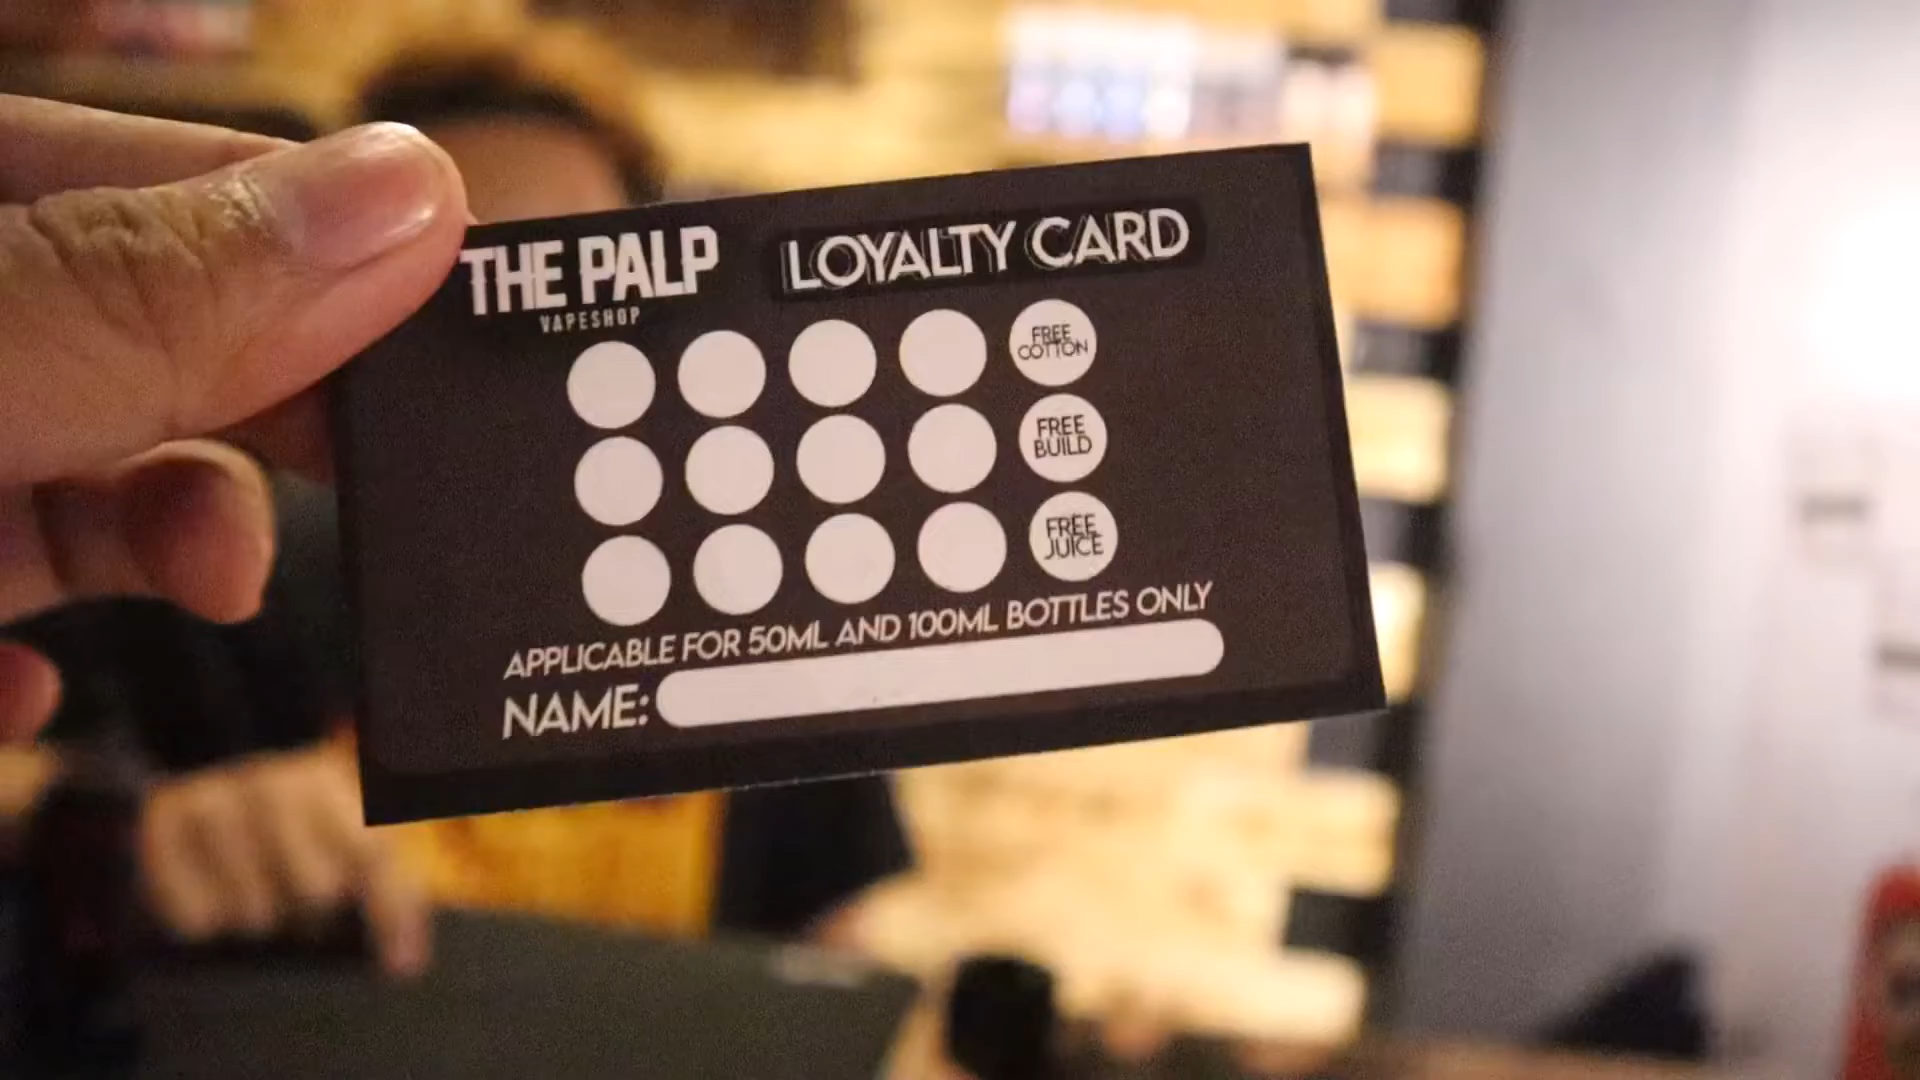 THE PALP
VAPESHOP
LOYALTY CARD
FREE
COTTON
FREE
BUILD
FREE
JUICE
APPLICABLE FOR 50ML AND 100ML BOTTLES ONLY
NAME: